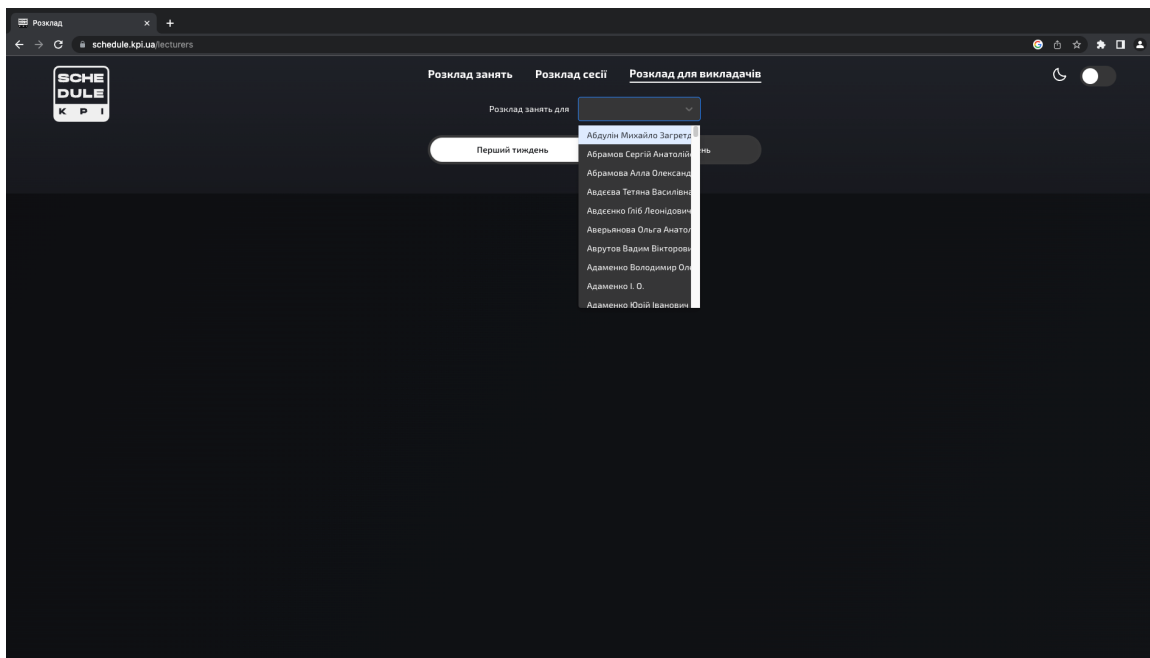 Розклад
schedule.kpi.ua/lecturers
SCHE
DULE
KPI
Розклад занять Розклад сесії Розклад для викладачів
Розклад занять для
Перший тиждень
Абдулін Михайло
Абрамов Сергій
Абрамова Алла
Авдєєва Тетяна Василівна
Авдєєнко Гліб Леонідович
Аверьянова Ольга
Аврутов Вадим
Адаменко Володимир
Адаменко І. О.
Адаменко Юрій Іванович